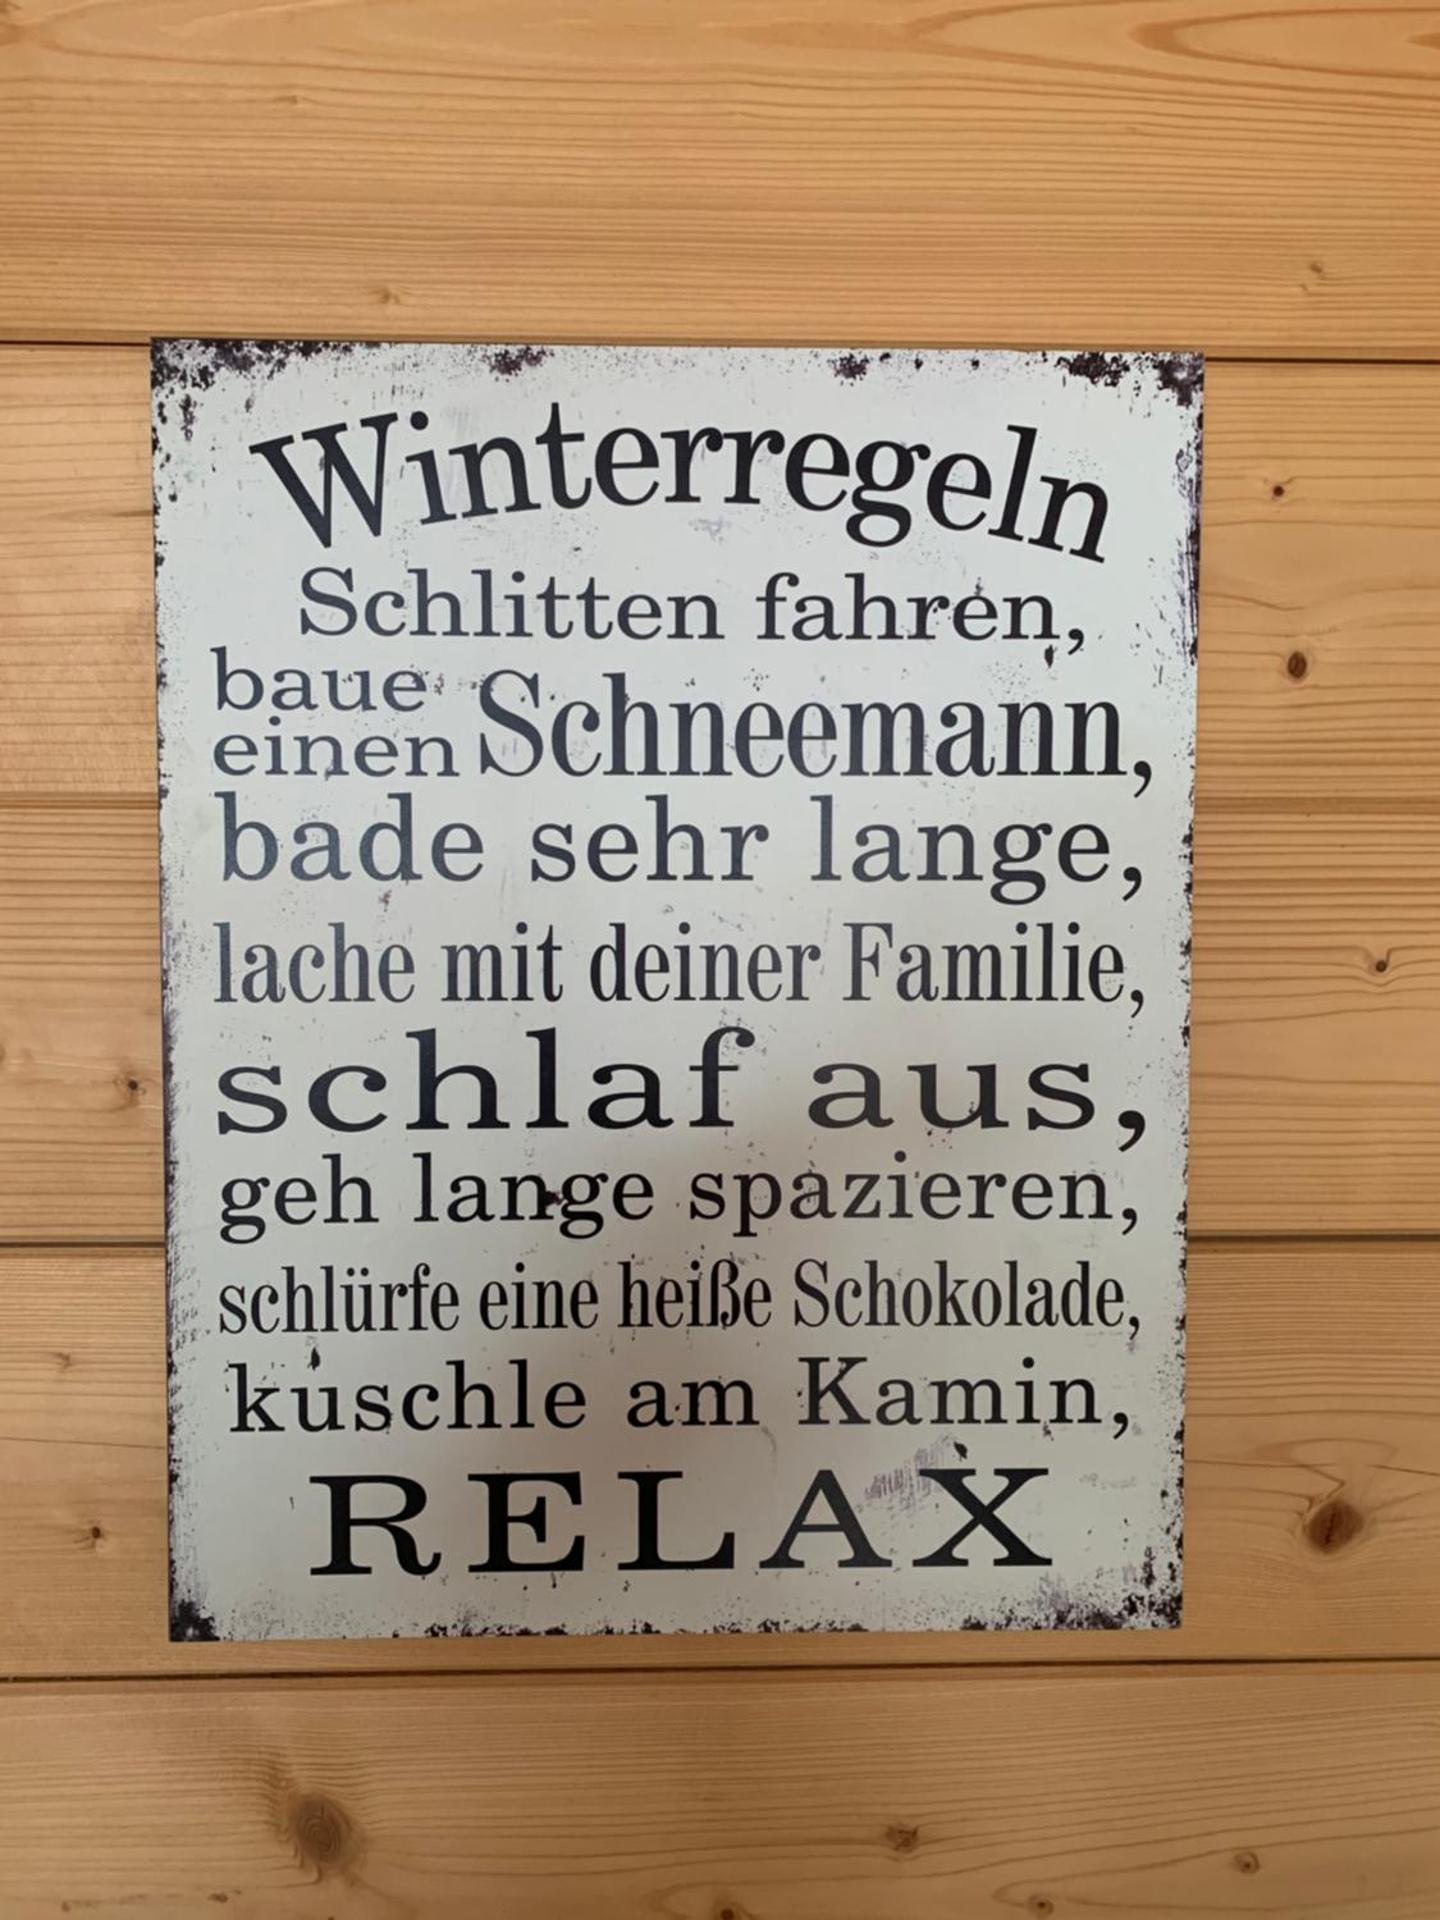 Winterregeln
Schlitten fahren,
baue
einen Schneemann,
bade sehr lange,
lache mit deiner Familie,
schlaf aus,
geh lange spazieren,
schlürfe eine heiße Schokolade,
kuschle am Kamin,
RELAX